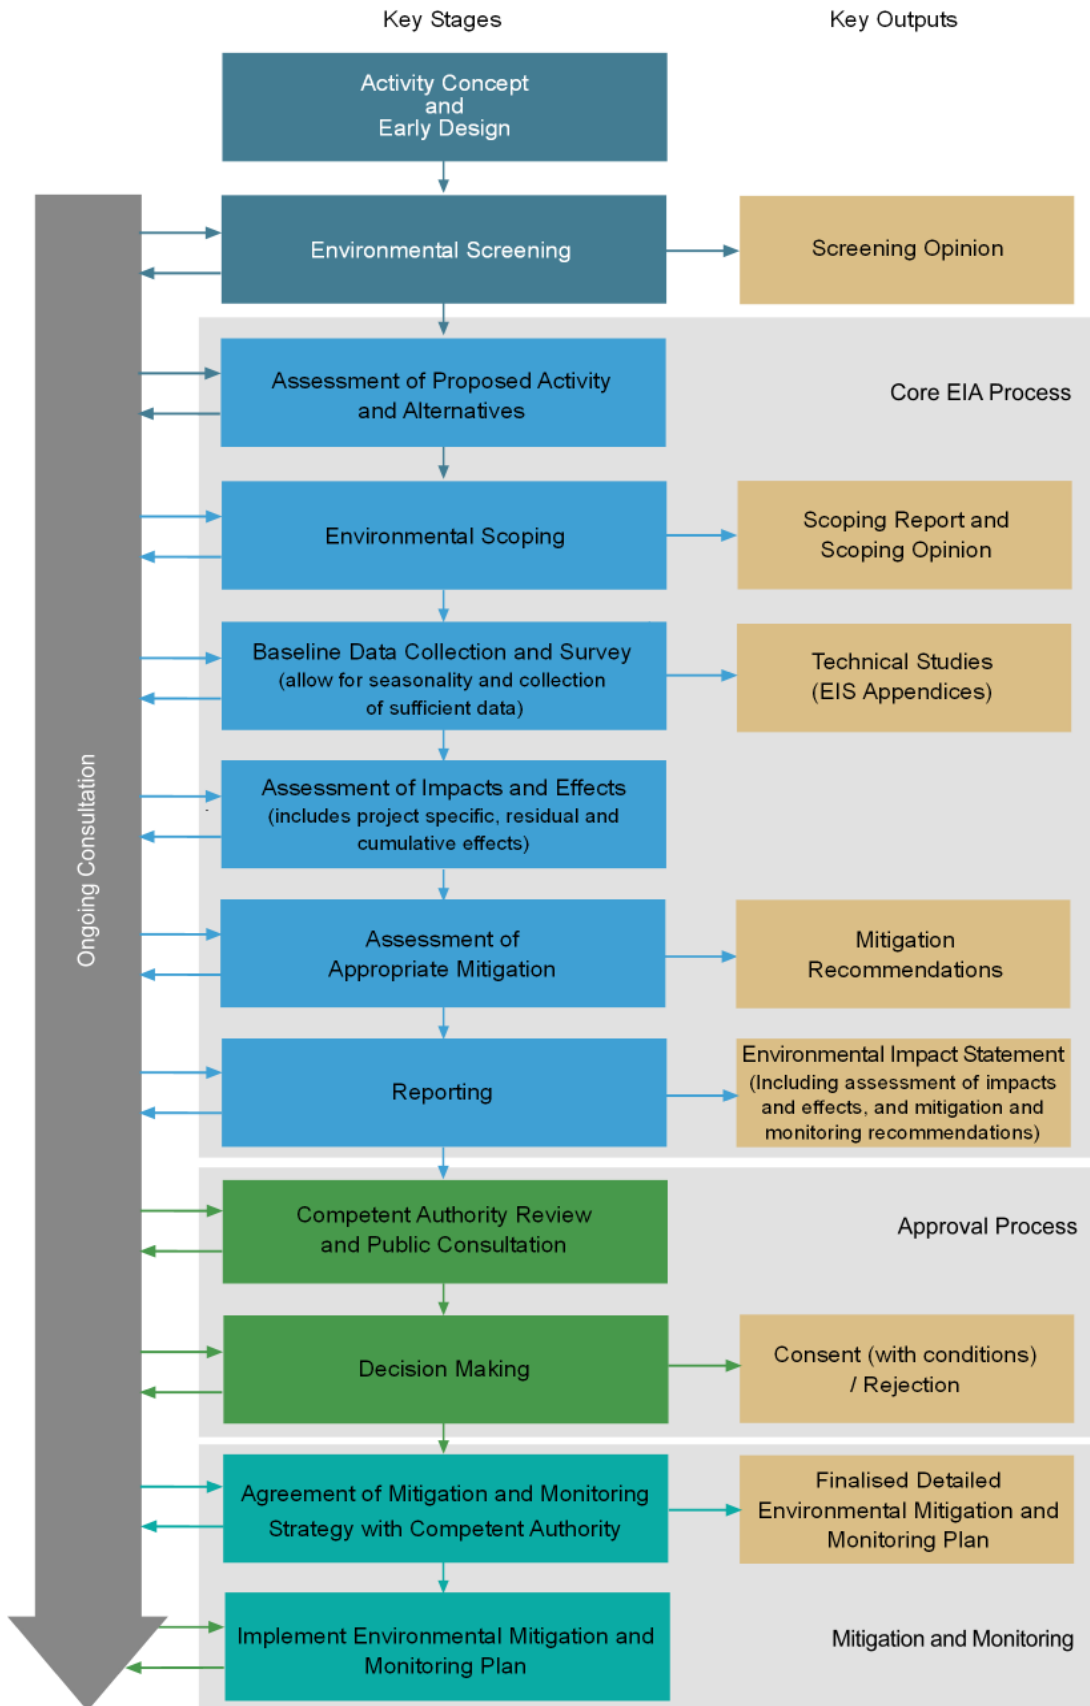 Key Stages
Key Outputs
Activity Concept
and
Early Design
Environmental Screening
Screening Opinion
Core EIA Process
Assessment of Proposed Activity
and Alternatives
Environmental Scoping
Scoping Report and
Scoping Opinion
Baseline Data Collection and Survey
(allow for seasonality and collection
of sufficient data)
Technical Studies
(EIS Appendices)
Ongoing Consultation
Assessment of Impacts and Effects
(includes project specific, residual and
cumulative effects)
Assessment of
Appropriate Mitigation
Mitigation
Recommendations
Reporting
Environmental Impact Statement
(Including assessment of impacts
and effects, and mitigation and
monitoring recommendations)
Competent Authority Review
and Public Consultation
Approval Process
Decision Making
Consent (with conditions)
/ Rejection
Agreement of Mitigation and Monitoring
Strategy with Competent Authority
Finalised Detailed
Environmental Mitigation and
Monitoring Plan
Implement Environmental Mitigation and
Monitoring Plan
Mitigation and Monitoring